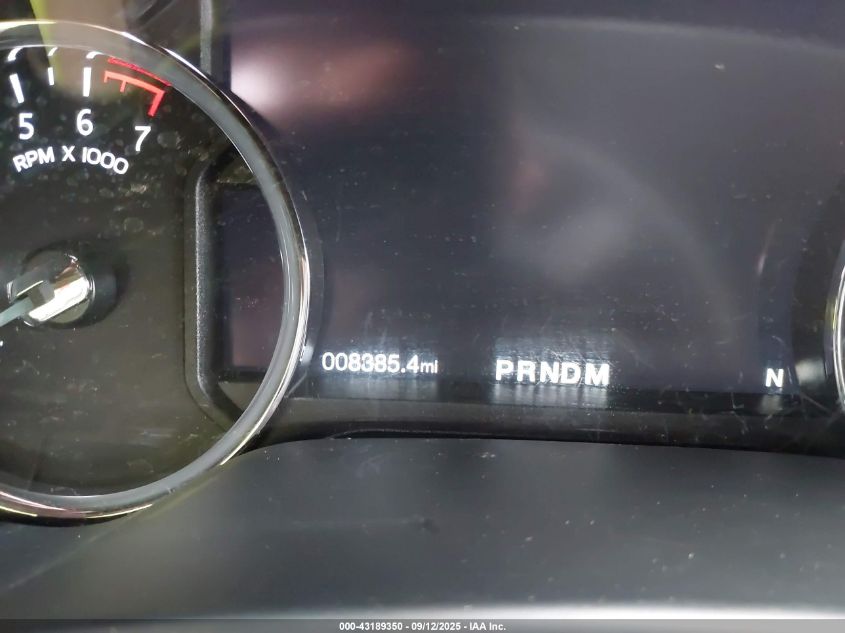 5 6 7
RPM X 1000
008385.4mi PRNDM N
000-43189350 - 09/12/2025 - IAA Inc.